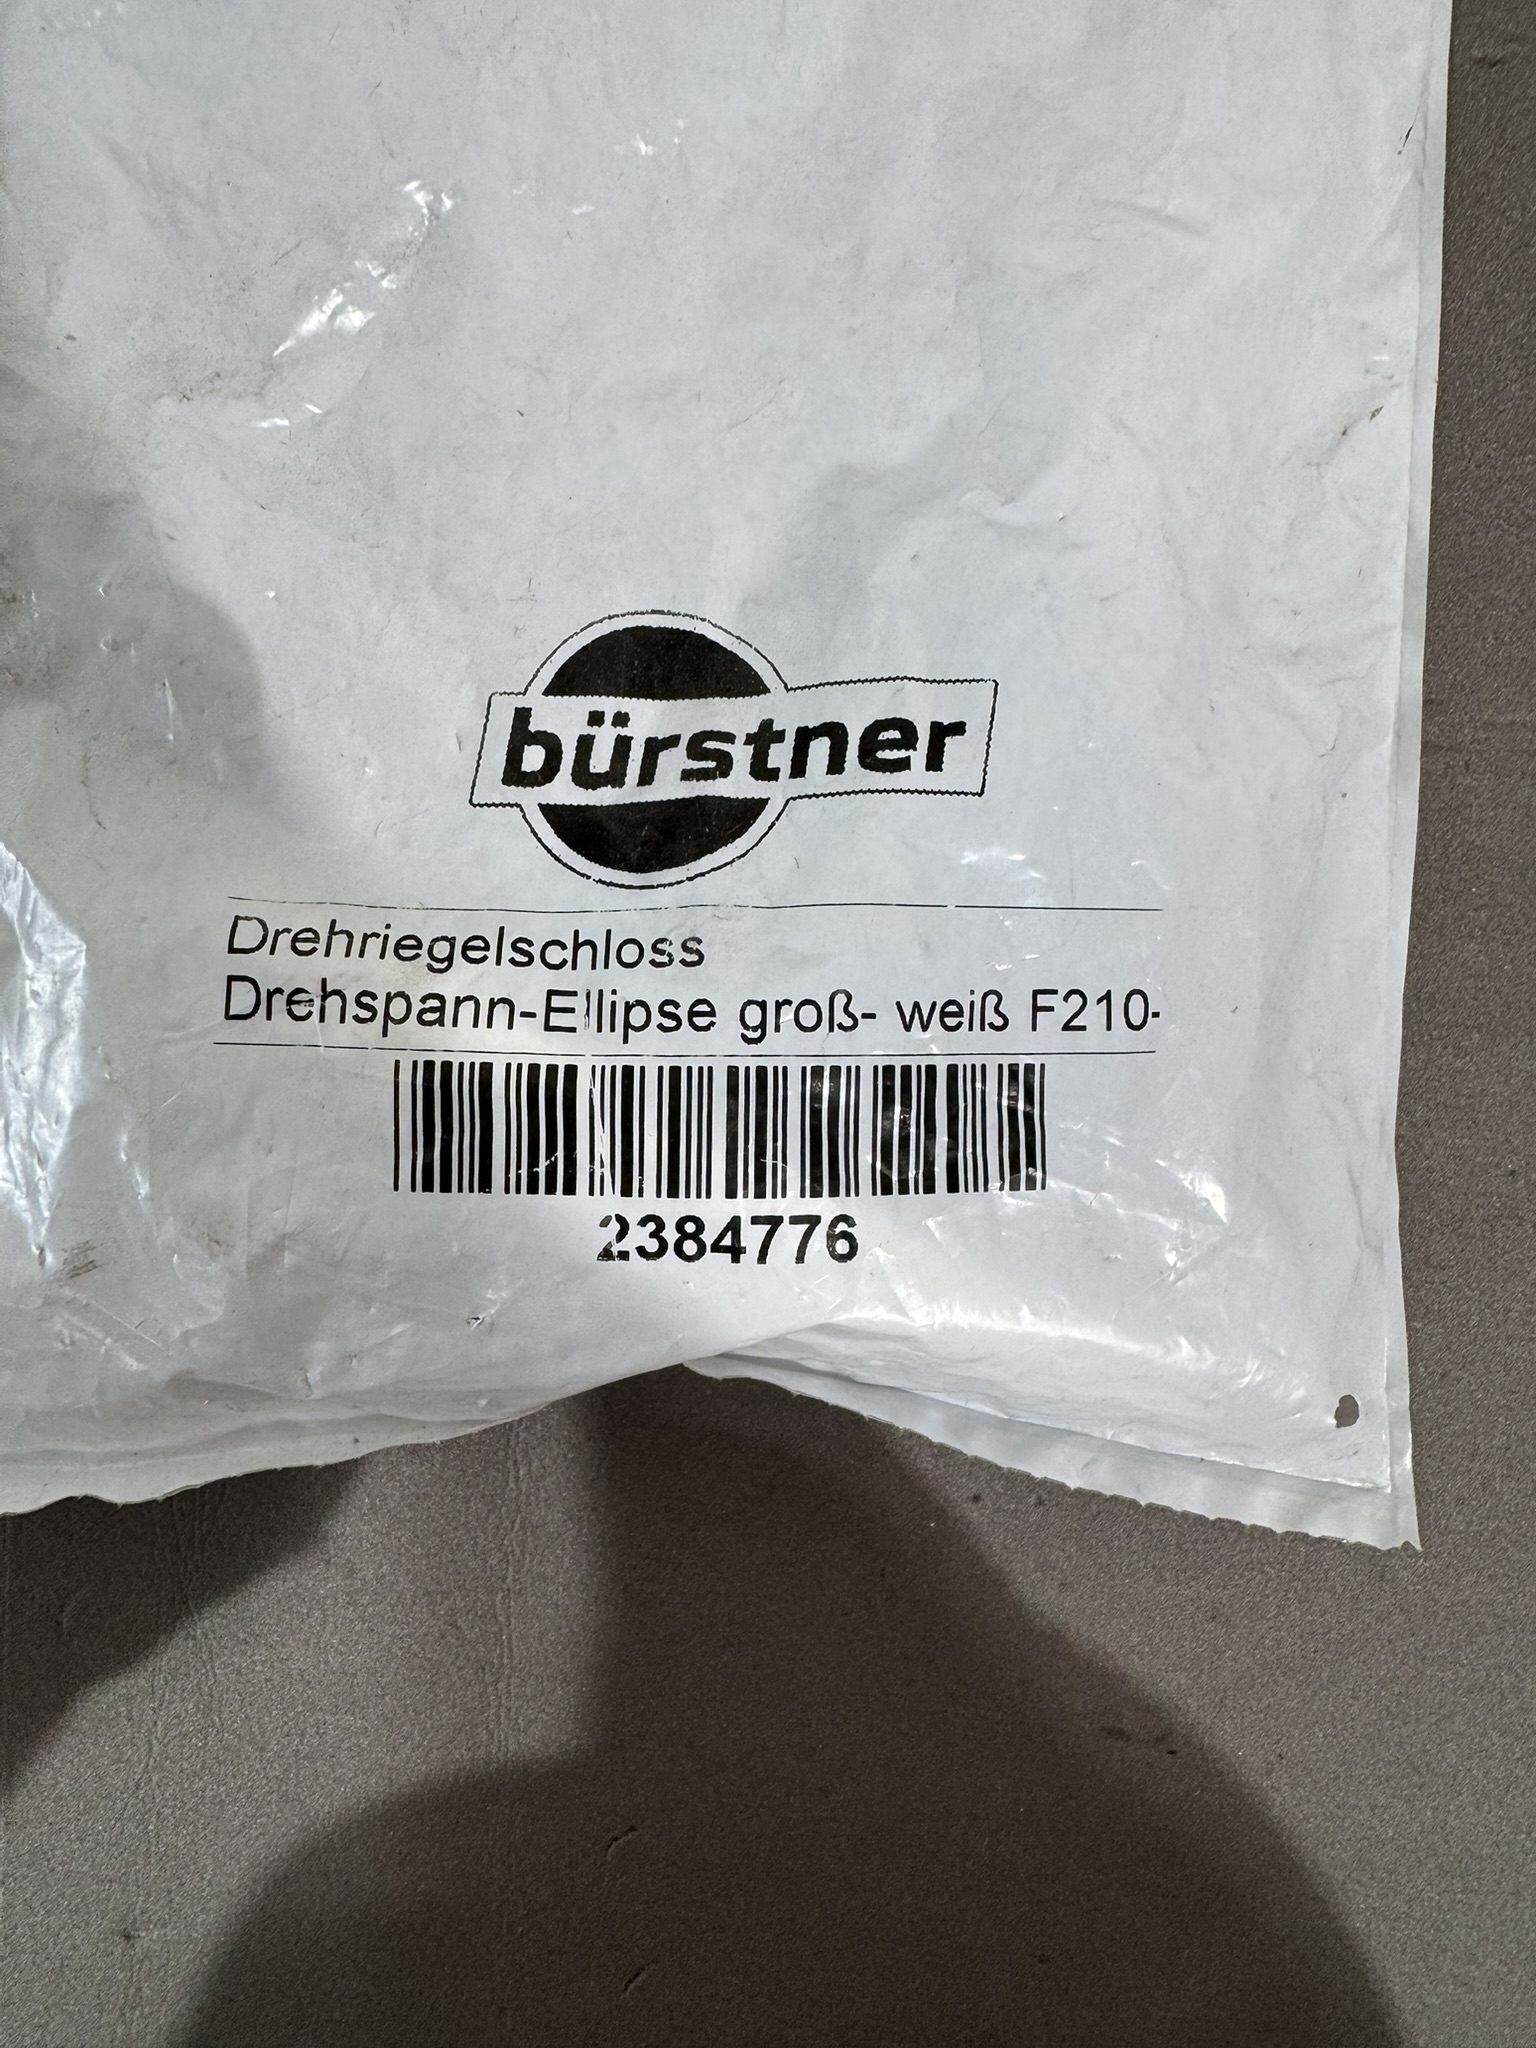 bürstner
Drehriegelschloss
Drehspann-Ellipse groß- weiß F210-
2384776